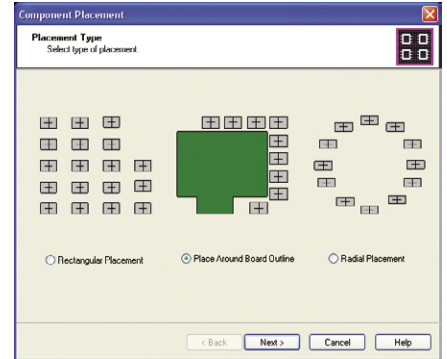 Component Placement
Placement Type
Select type of placement
Rectangular Placement
Place Around Board Outline
Radial Placement
< Back
Next >
Cancel
Help